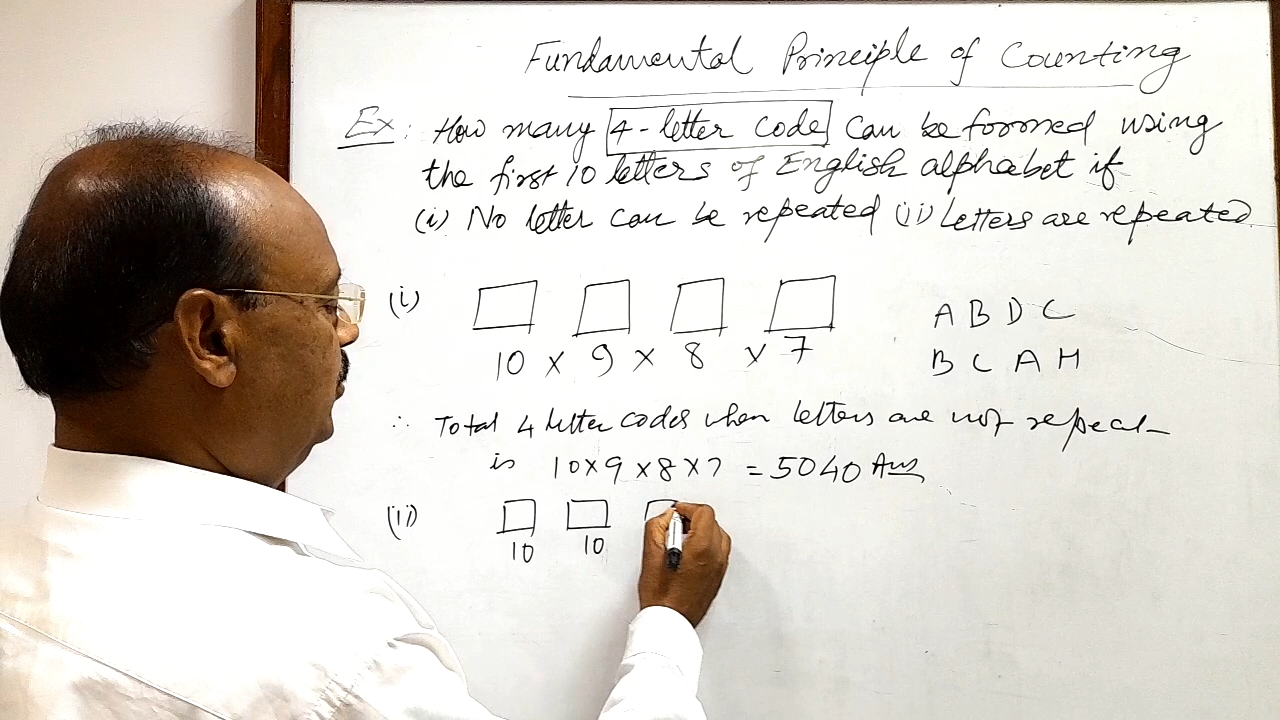 Fundamental Principle of Counting
Ex: How many 4-letter code can be formed using
the first 10 letters of English alphabet if
(i) No letter can be repeated (ii) Letters are repeated
(i)
10 x 9 x 8 x 7
A B D C
B C A H
∴ Total 4 letter codes when letters are not repeat
is 10x9x8x7 = 5040 Ans
(ii)
10 10